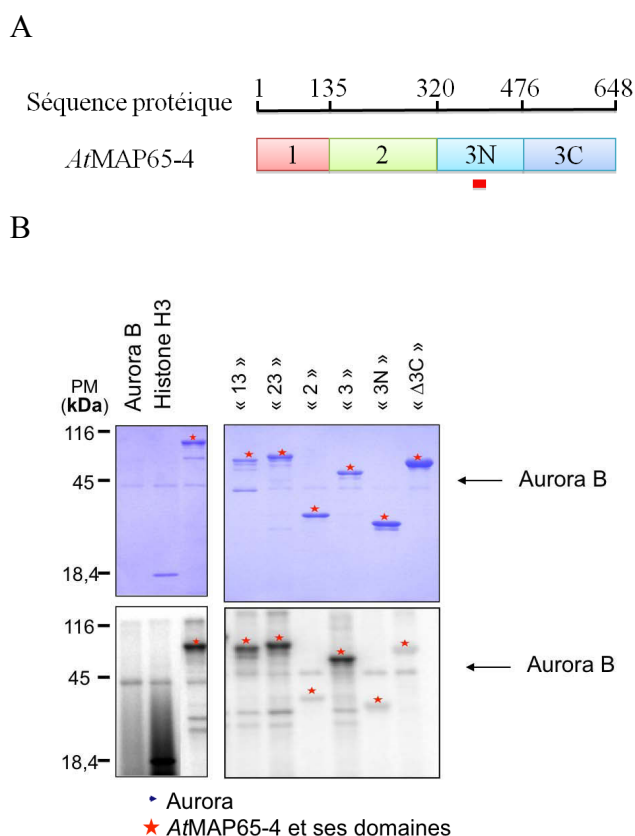 A
1 135 320 476 648
Séquence protéique
AtMAP65-4
1 2 3N 3C
B
Aurora B
Histone H3
« 13 »
« 23 »
« 2 »
« 3 »
« 3N »
« Δ3C »
PM
(kDa)
116
45
18,4
Aurora B
116
45
18,4
Aurora B
Aurora
AtMAP65-4 et ses domaines